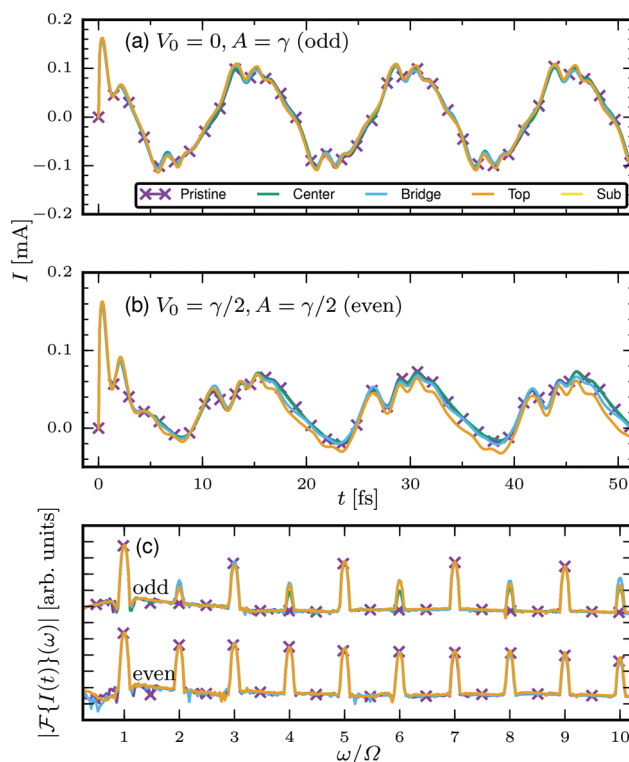 (a) V₀ = 0, A = γ (odd)
0.2
0.1
0.0
−0.1
−0.2
Pristine Center Bridge Top Sub
I [mA]
(b) V₀ = γ/2, A = γ/2 (even)
0.2
0.1
0.0
0 10 20 30 40 50
t [fs]
(c)
odd
even
|ℱ{I(t)}(ω)| [arb. units]
1 2 3 4 5 6 7 8 9 10
ω/Ω